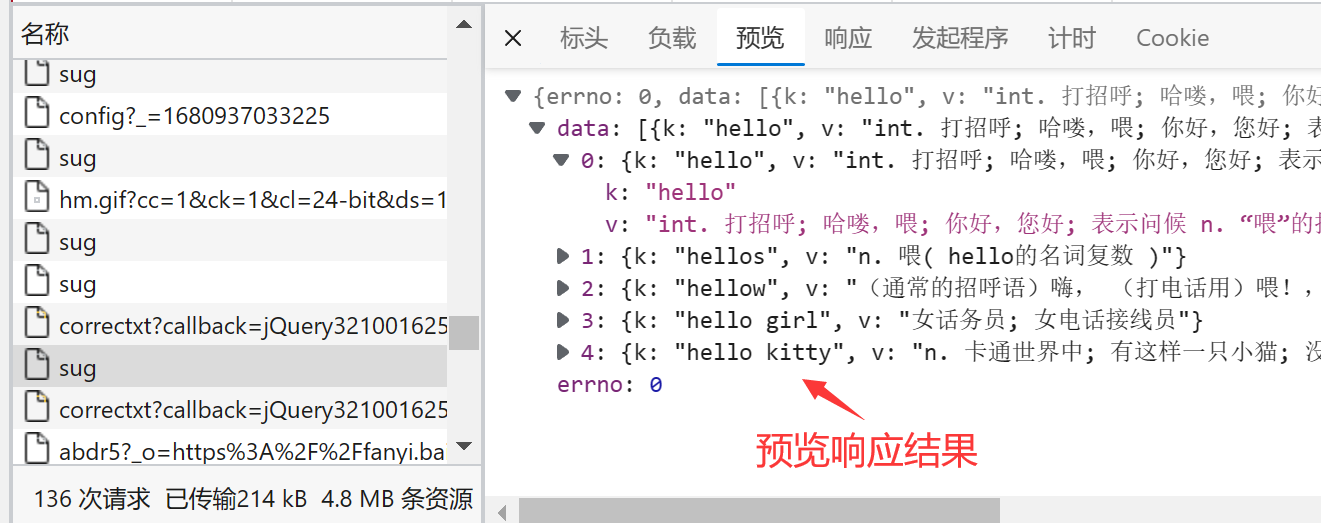 名称
sug
config?_=1680937033225
sug
hm.gif?cc=1&ck=1&cl=24-bit&ds=1
sug
sug
correctxt?callback=jQuery321001625
sug
correctxt?callback=jQuery321001625
abdr5?_o=https%3A%2F%2Ffanyi.ba
136 次请求 已传输214 kB 4.8 MB 条资源
标头 负载 预览 响应 发起程序 计时 Cookie
{errno: 0, data: [{k: "hello", v: "int. 打招呼; 哈喽，喂; 你好
data: [{k: "hello", v: "int. 打招呼; 哈喽，喂; 你好，您好; 表
0: {k: "hello", v: "int. 打招呼; 哈喽，喂; 你好，您好; 表示
k: "hello"
v: "int. 打招呼; 哈喽，喂; 你好，您好; 表示问候 n. “喂”的招
1: {k: "hellos", v: "n. 喂( hello的名词复数 )"}
2: {k: "hellow", v: "（通常的招呼语）嗨， （打电话用）喂!，
3: {k: "hello girl", v: "女话务员; 女电话接线员"}
4: {k: "hello kitty", v: "n. 卡通世界中; 有这样一只小猫; 没
errno: 0
预览响应结果